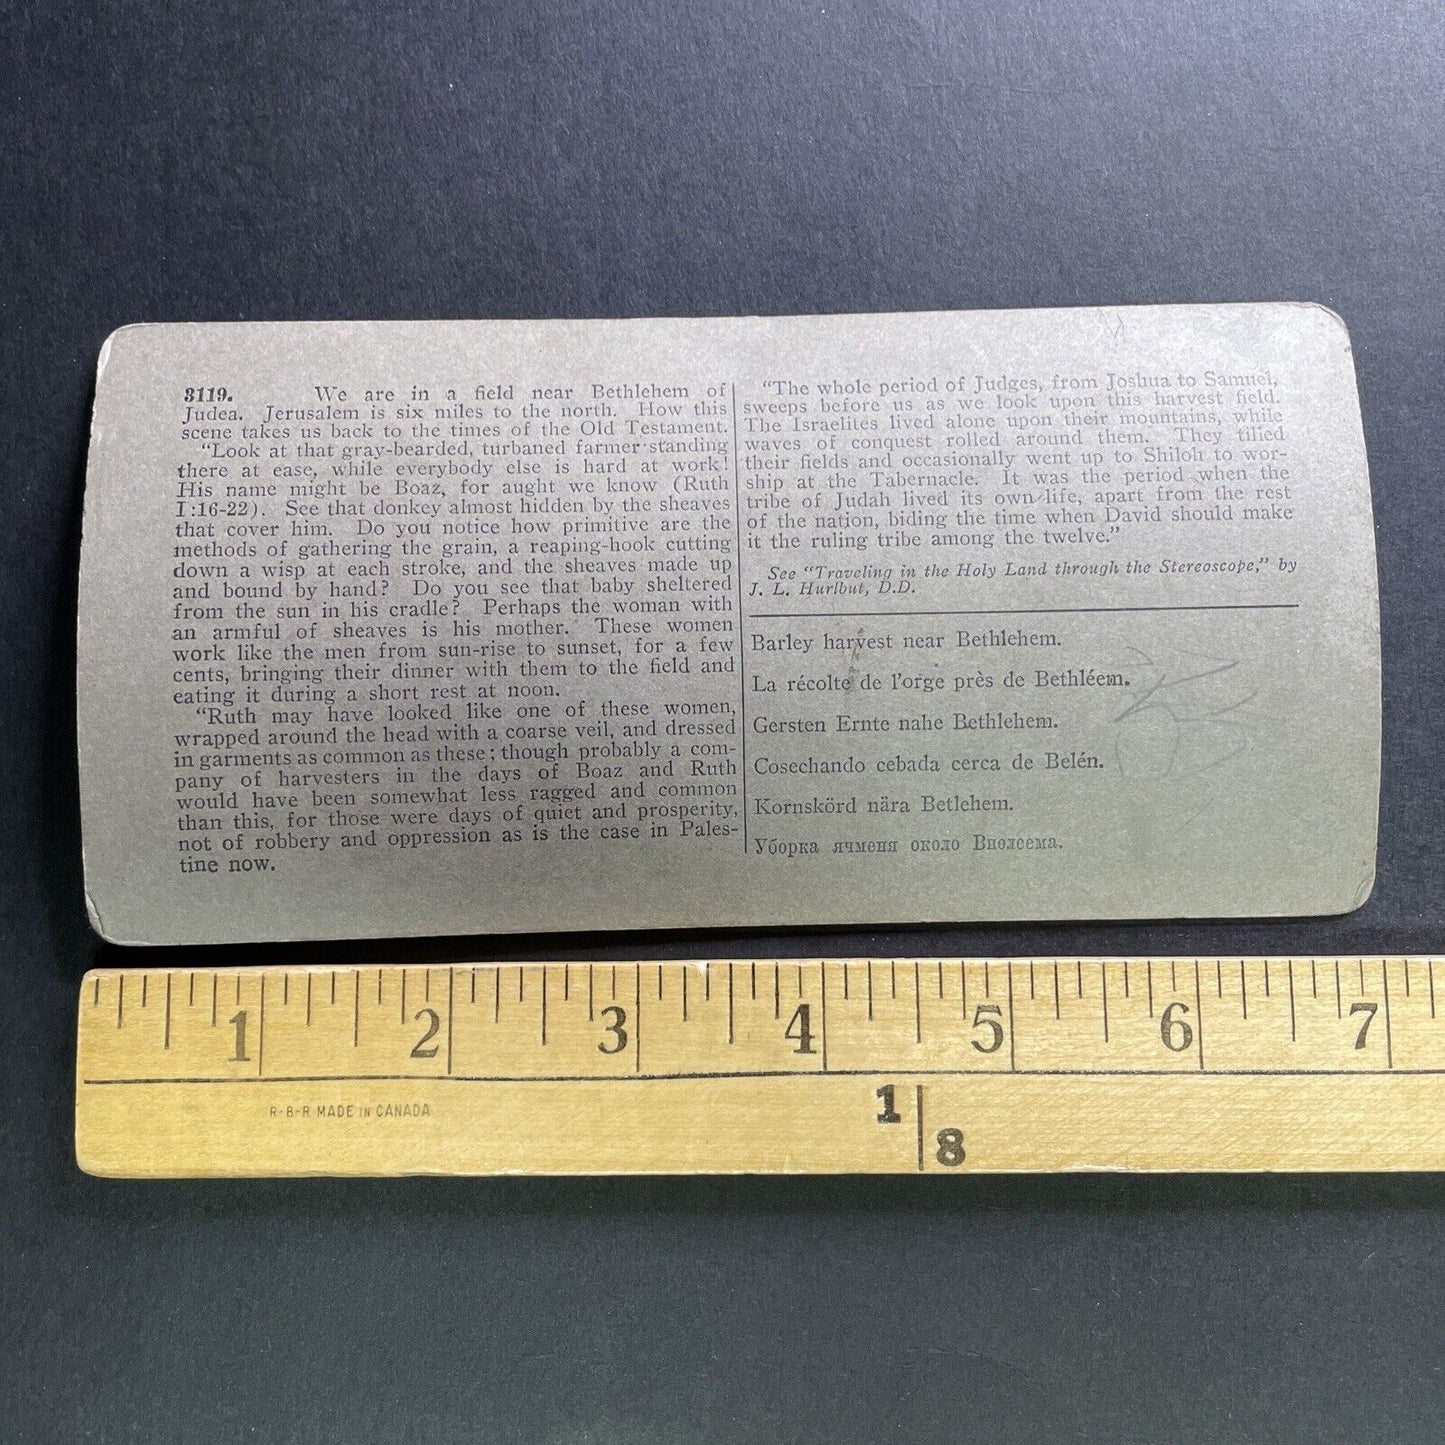 3119. We are in a field near Bethlehem of
Judea. Jerusalem is six miles to the north. How this
scene takes us back to the times of the Old Testament.
“Look at that gray-bearded, turbaned farmer standing
there at ease, while everybody else is hard at work!
His name might be Boaz, for aught we know (Ruth
I:16-22). See that donkey almost hidden by the sheaves
that cover him. Do you notice how primitive are the
methods of gathering the grain, a reaping-hook cutting
down a wisp at each stroke, and the sheaves made up
and bound by hand? Do you see that baby sheltered
from the sun in his cradle? Perhaps the woman with
an armful of sheaves is his mother. These women
work like the men from sun-rise to sunset, for a few
cents, bringing their dinner with them to the field and
eating it during a short rest at noon.
“Ruth may have looked like one of these women,
wrapped around the head with a coarse veil, and dressed
in garments as common as these; though probably a com-
pany of harvesters in the days of Boaz and Ruth
would have been somewhat less ragged and common
than this, for those were days of quiet and prosperity,
not of robbery and oppression as is the case in Pales-
tine now.
“The whole period of Judges, from Joshua to Samuel,
sweeps before us as we look upon this harvest field.
The Israelites lived alone upon their mountains, while
waves of conquest rolled around them. They tilled
their fields and occasionally went up to Shiloh to wor-
ship at the Tabernacle. It was the period when the
tribe of Judah lived its own life, apart from the rest
of the nation, biding the time when David should make
it the ruling tribe among the twelve.”
See “Traveling in the Holy Land through the Stereoscope,” by
J. L. Hurlbut, D.D.
Barley harvest near Bethlehem.
La récolte de l'orge près de Bethléem.
Gersten Ernte nahe Bethlehem.
Cosechando cebada cerca de Belén.
Kornskörd nära Betlehem.
Уборка ячменя около Виѳлеема.
1 2 3 4 5 6 7
R-B-R MADE IN CANADA
1
8